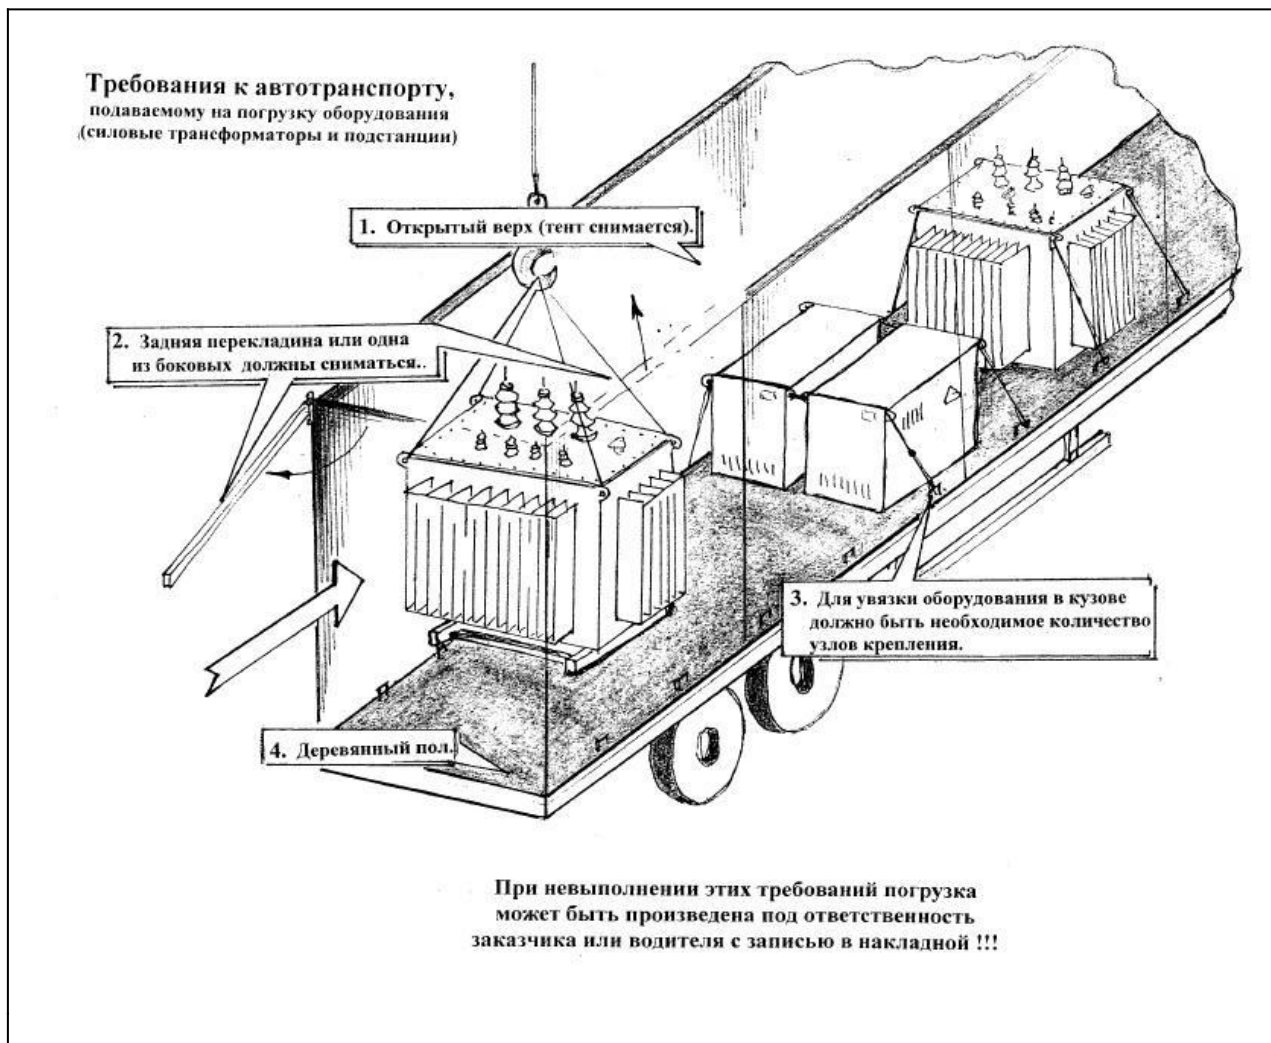 Требования к автотранспорту,
подаваемому на погрузку оборудования
(силовые трансформаторы и подстанции)
1. Открытый верх (тент снимается).
2. Задняя перекладина или одна
из боковых должны сниматься..
3. Для увязки оборудования в кузове
должно быть необходимое количество
узлов крепления.
4. Деревянный пол.
При невыполнении этих требований погрузка
может быть произведена под ответственность
заказчика или водителя с записью в накладной !!!